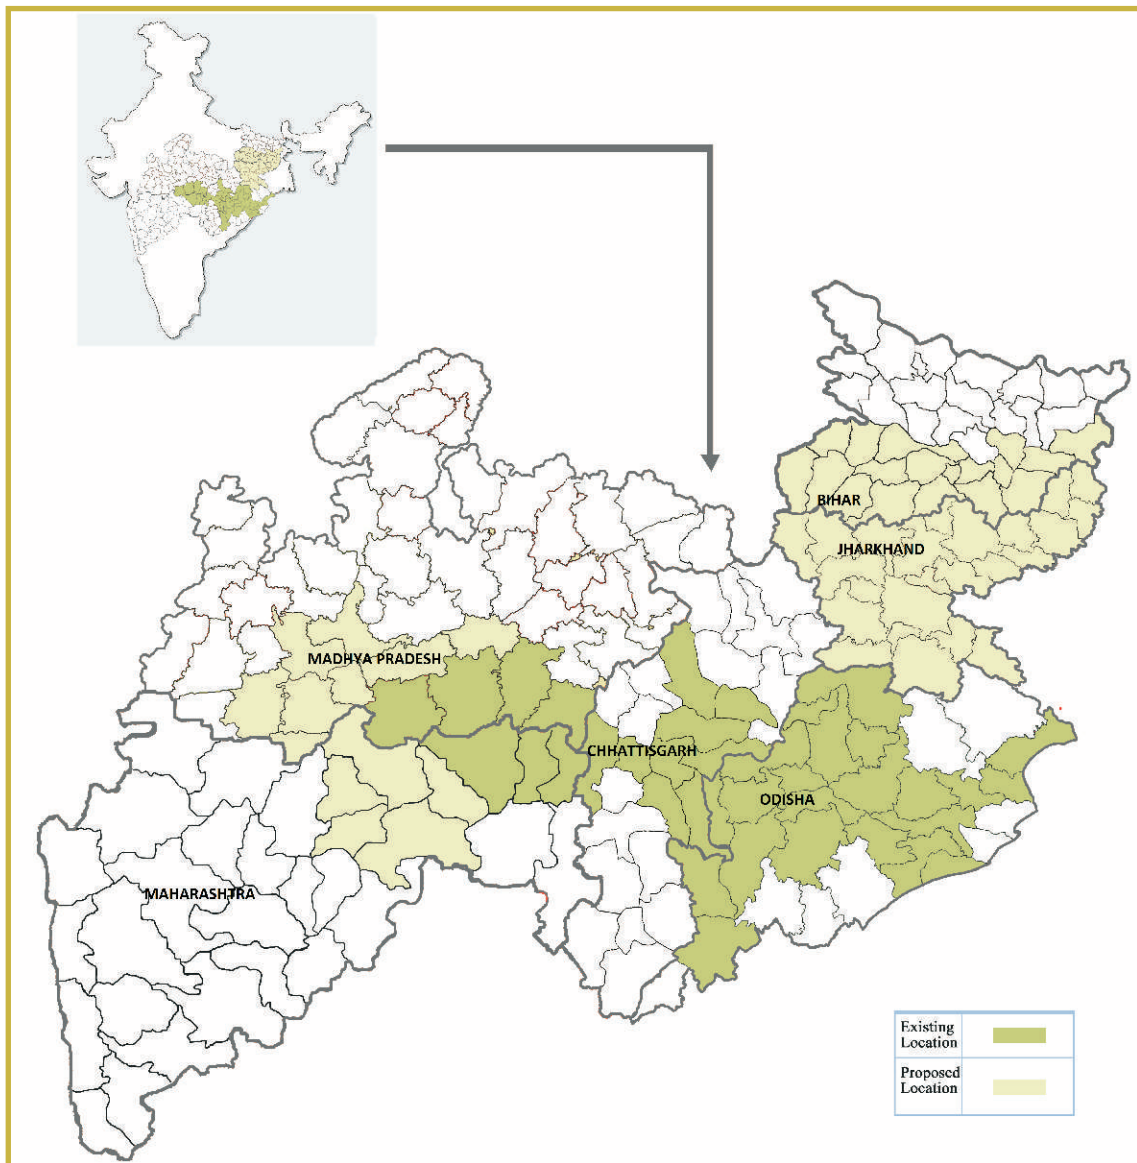 BIHAR
JHARKHAND
MADHYA PRADESH
CHHATTISGARH
ODISHA
MAHARASHTRA
Existing
Location
Proposed
Location